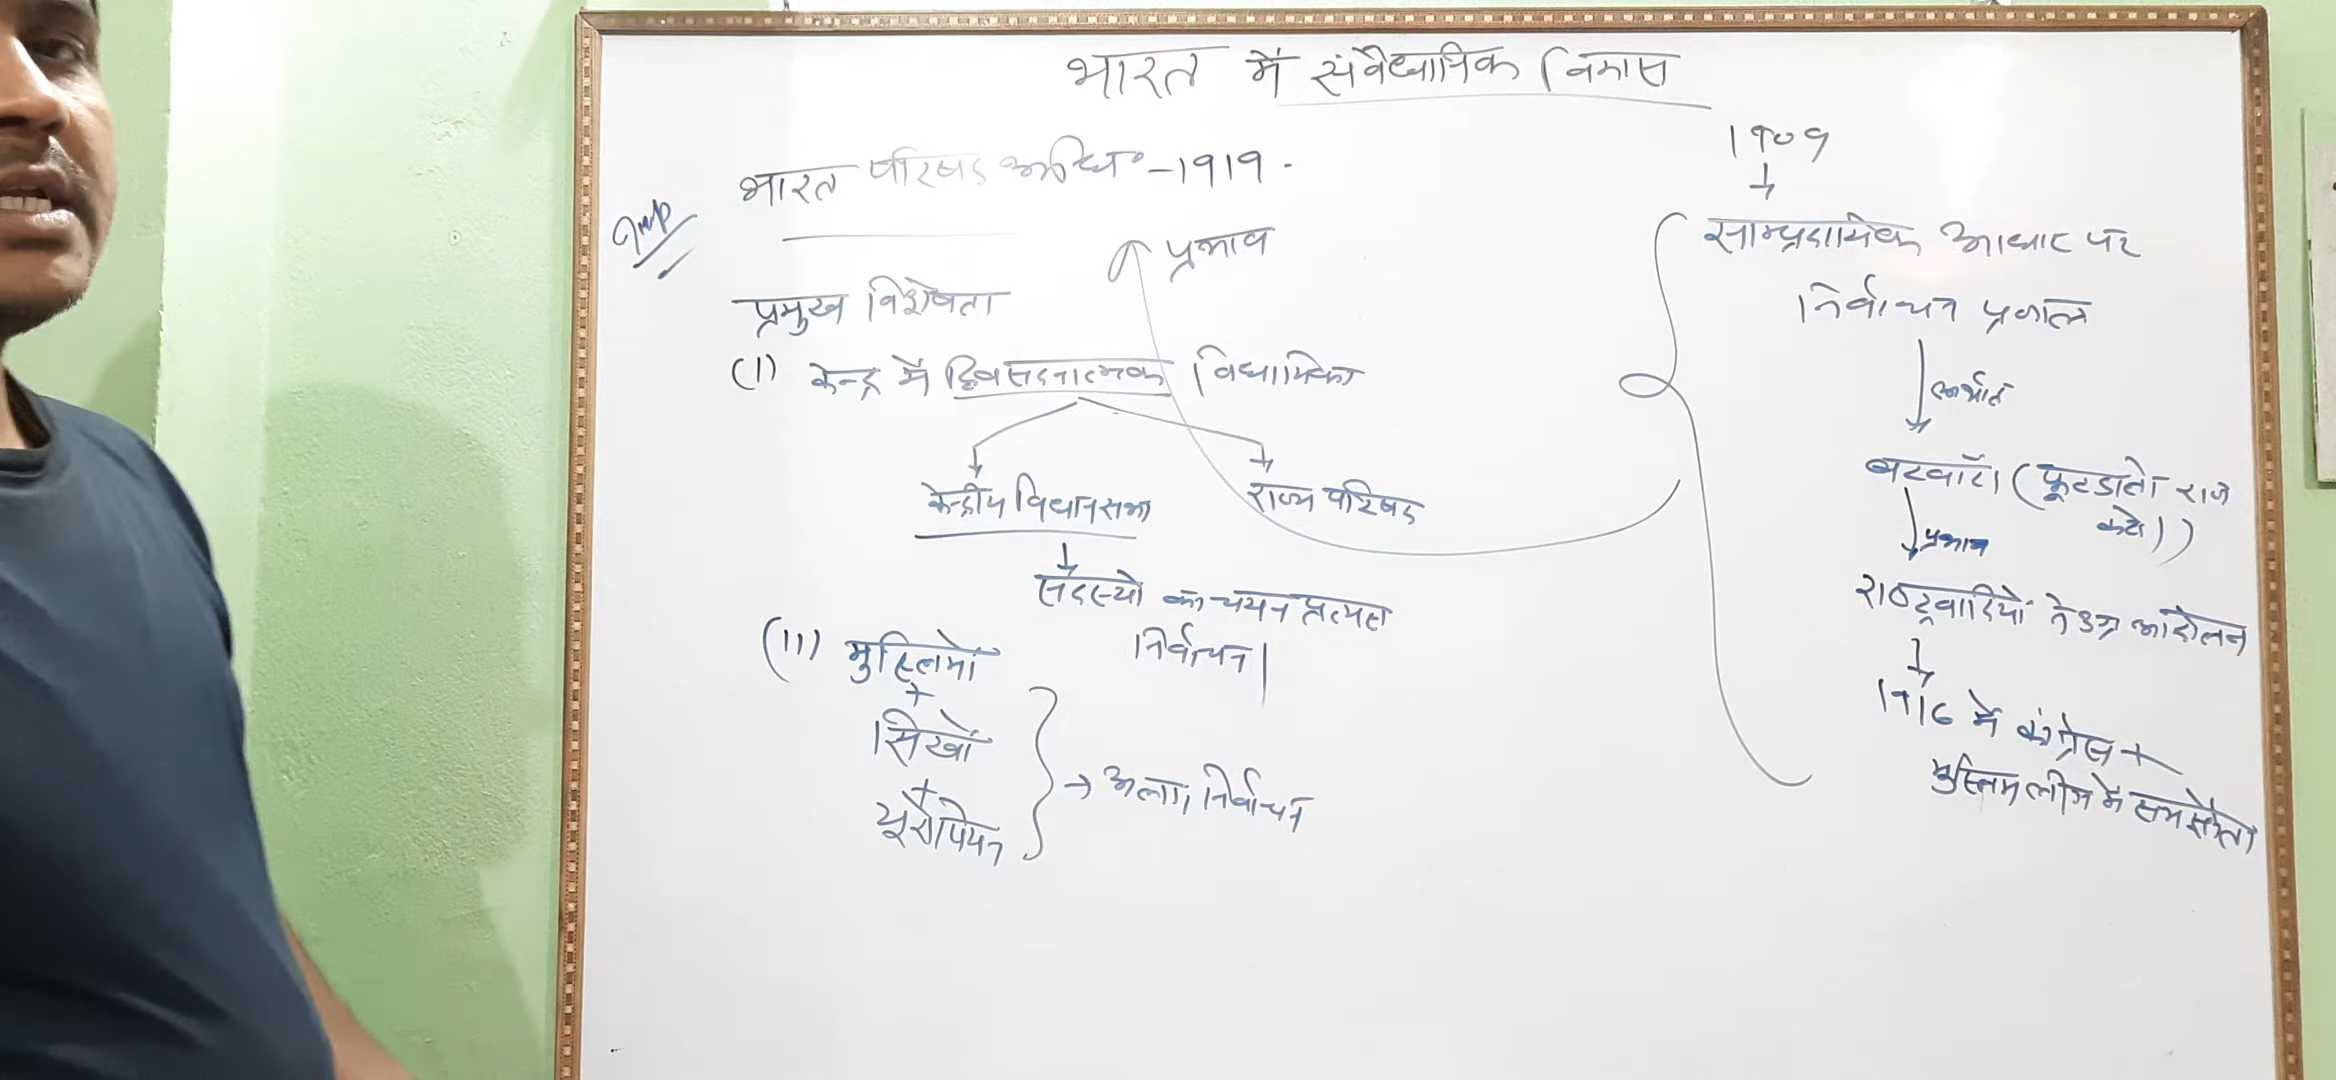 भारत में संवैधानिक विकास
भारत परिषद अधि॰ -1919.
Imp
प्रभाव
प्रमुख विशेषता
(I) केन्द्र में द्विसदनात्मक विधायिका
केन्द्रीय विधानसभा
राज्य परिषद
सदस्यो का चयन प्रत्यक्ष
निर्वाचन|
(II) मुस्लिमों
+
सिखों
+
यूरोपियन
→ अलग निर्वाचन
1909
साम्प्रदायिक आधार पर
निर्वाचन प्रणाल
अर्थात
बटवाँरा (फूट डालो राज
करो))
प्रभाव
राष्ट्रवादियों ने उग्र आंदोलन
1916 में कांग्रेस +
मुस्लिम लीग मे समझौता